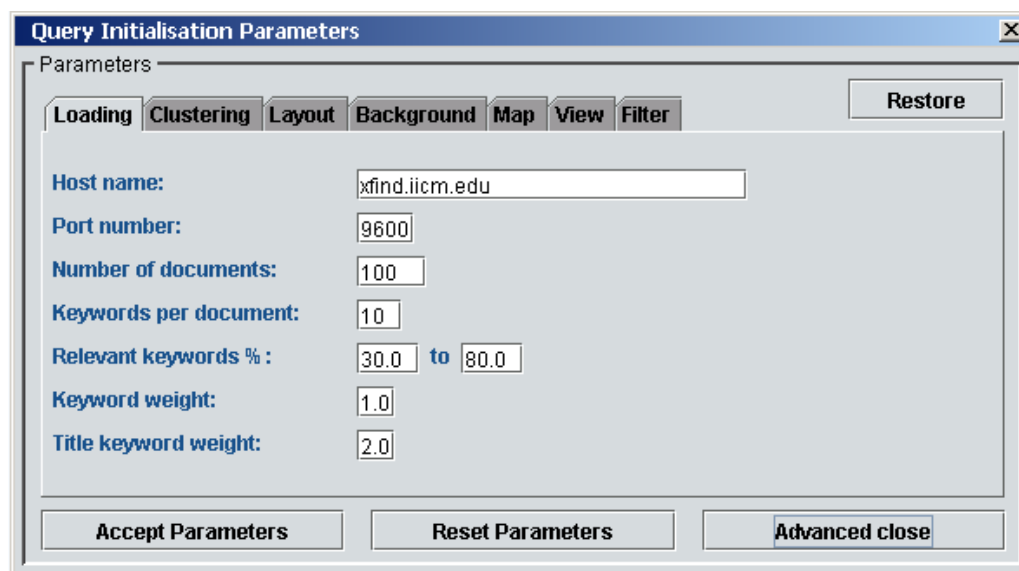 Query Initialisation Parameters
Parameters
Restore
Loading Clustering Layout Background Map View Filter
Host name: xfind.iicm.edu
Port number: 9600
Number of documents: 100
Keywords per document: 10
Relevant keywords % : 30.0 to 80.0
Keyword weight: 1.0
Title keyword weight: 2.0
Accept Parameters Reset Parameters Advanced close